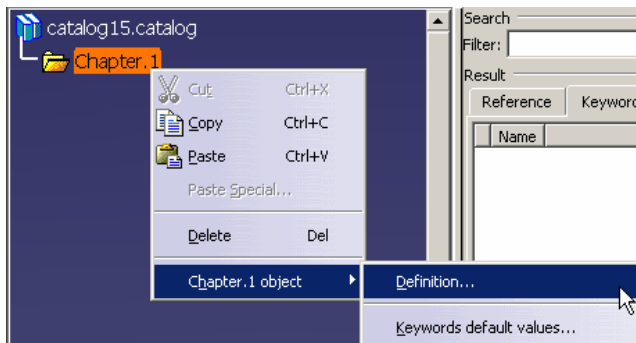 catalog15.catalog
Chapter.1
Cut Ctrl+X
Copy Ctrl+C
Paste Ctrl+V
Paste Special...
Delete Del
Chapter.1 object
Definition...
Keywords default values...
Search
Filter:
Result
Reference Keyword
Name